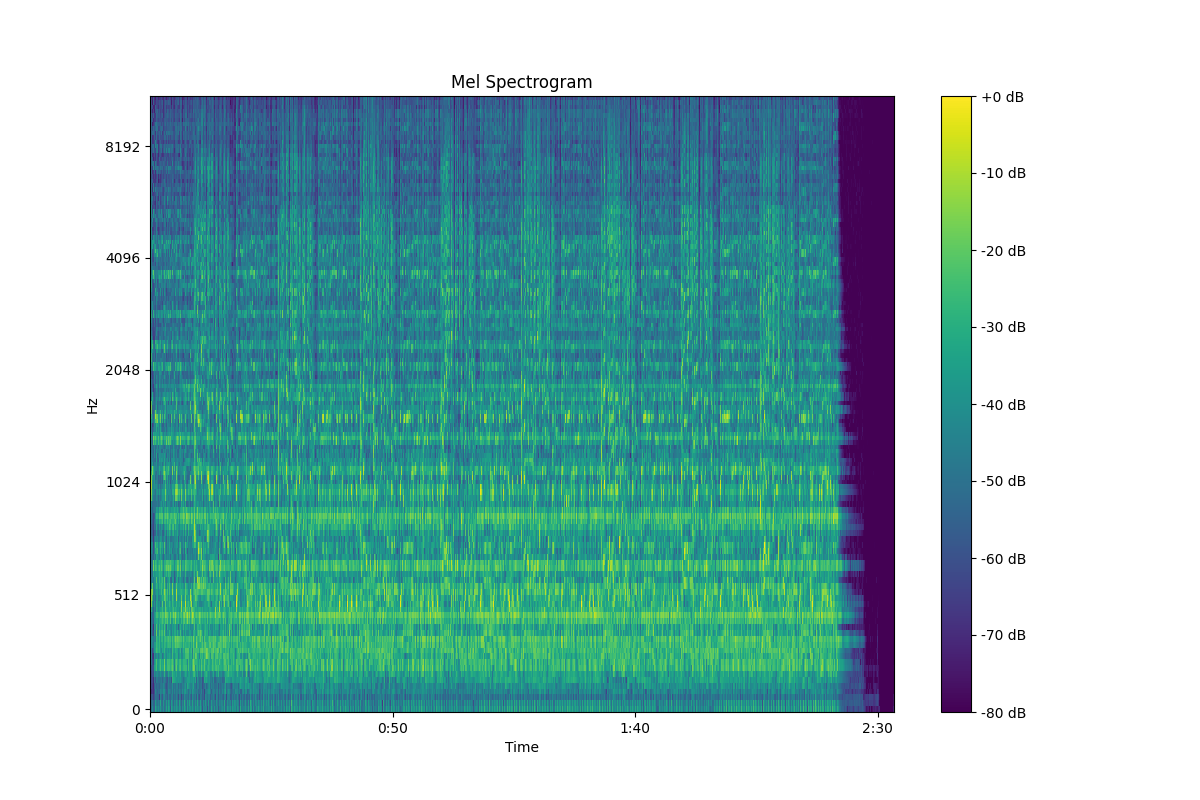 Mel Spectrogram
+0 dB
8192
-10 dB
-20 dB
4096
-30 dB
2048
-40 dB
Hz
1024
-50 dB
-60 dB
512
-70 dB
0
-80 dB
0:00
0:50
1:40
2:30
Time